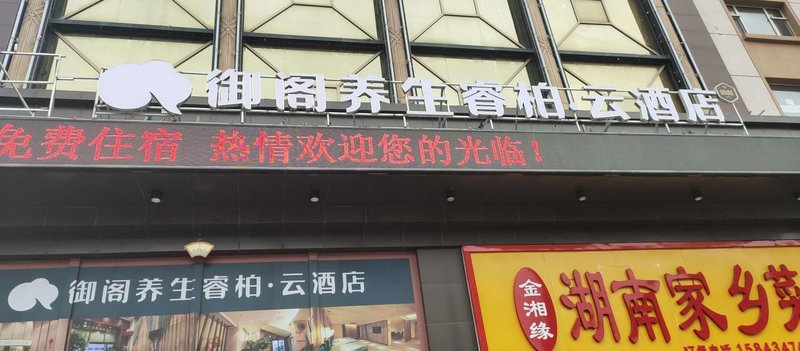 御阁养生睿柏·云酒店
免费住宿 热情欢迎您的光临！
御阁养生睿柏·云酒店
金湘缘
湖南家乡菜